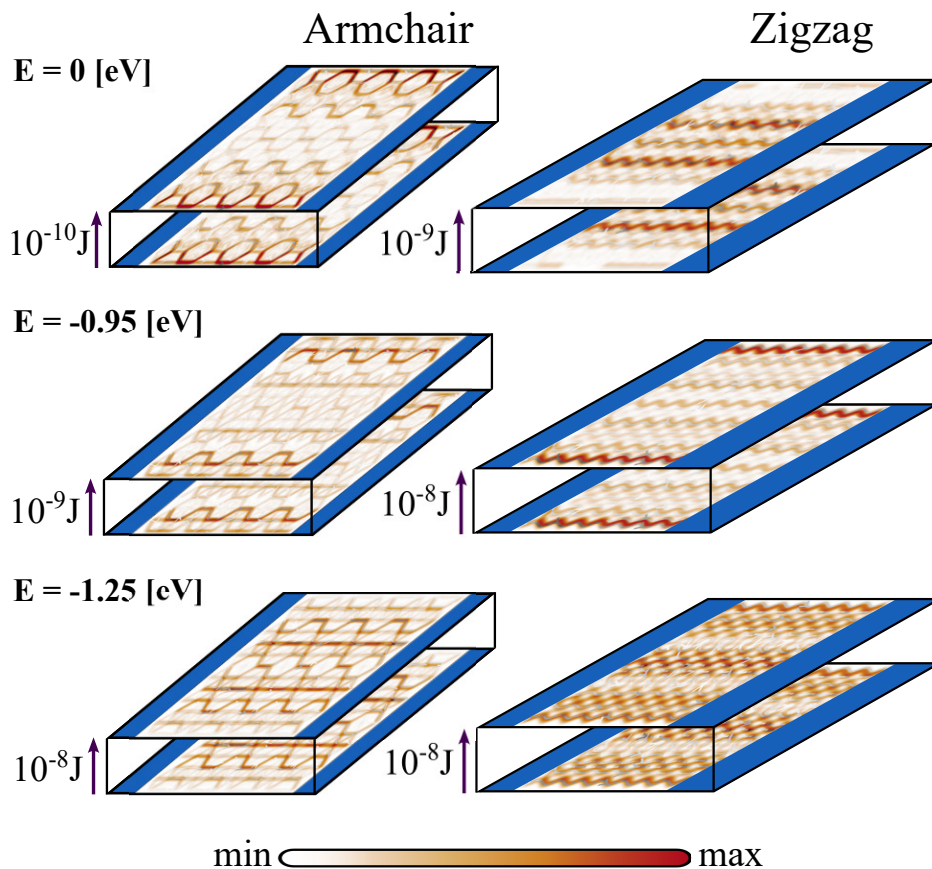 Armchair Zigzag
E = 0 [eV]
10⁻¹⁰J 10⁻⁹J
E = -0.95 [eV]
10⁻⁹J 10⁻⁸J
E = -1.25 [eV]
10⁻⁸J 10⁻⁸J
min max